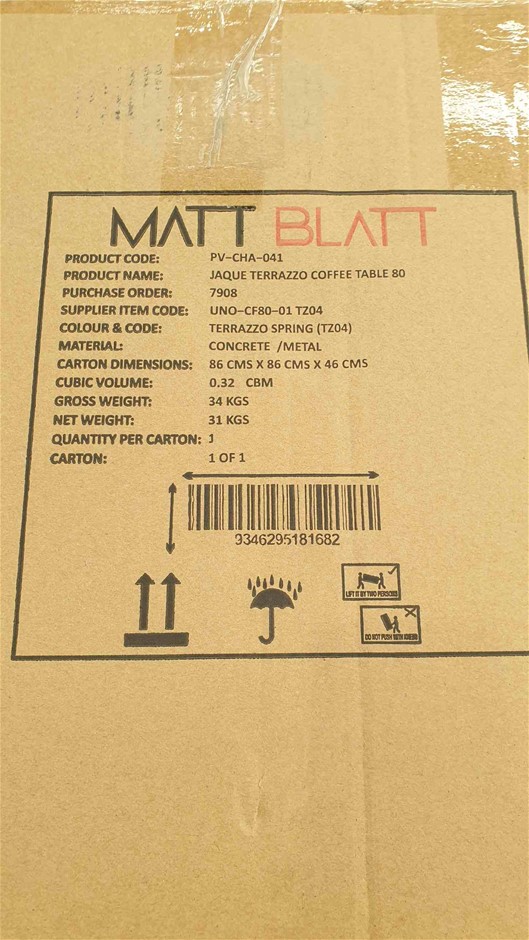 MATT BLATT
PRODUCT CODE: PV-CHA-041
PRODUCT NAME: JAQUE TERRAZZO COFFEE TABLE 80
PURCHASE ORDER: 7908
SUPPLIER ITEM CODE: UNO-CF80-01 TZ04
COLOUR & CODE: TERRAZZO SPRING (TZ04)
MATERIAL: CONCRETE /METAL
CARTON DIMENSIONS: 86 CMS X 86 CMS X 46 CMS
CUBIC VOLUME: 0.32 CBM
GROSS WEIGHT: 34 KGS
NET WEIGHT: 31 KGS
QUANTITY PER CARTON: 1
CARTON: 1 OF 1
9346295181682
LIFT IT BY TWO PERSONS
DO NOT PUSH WITH KNEES